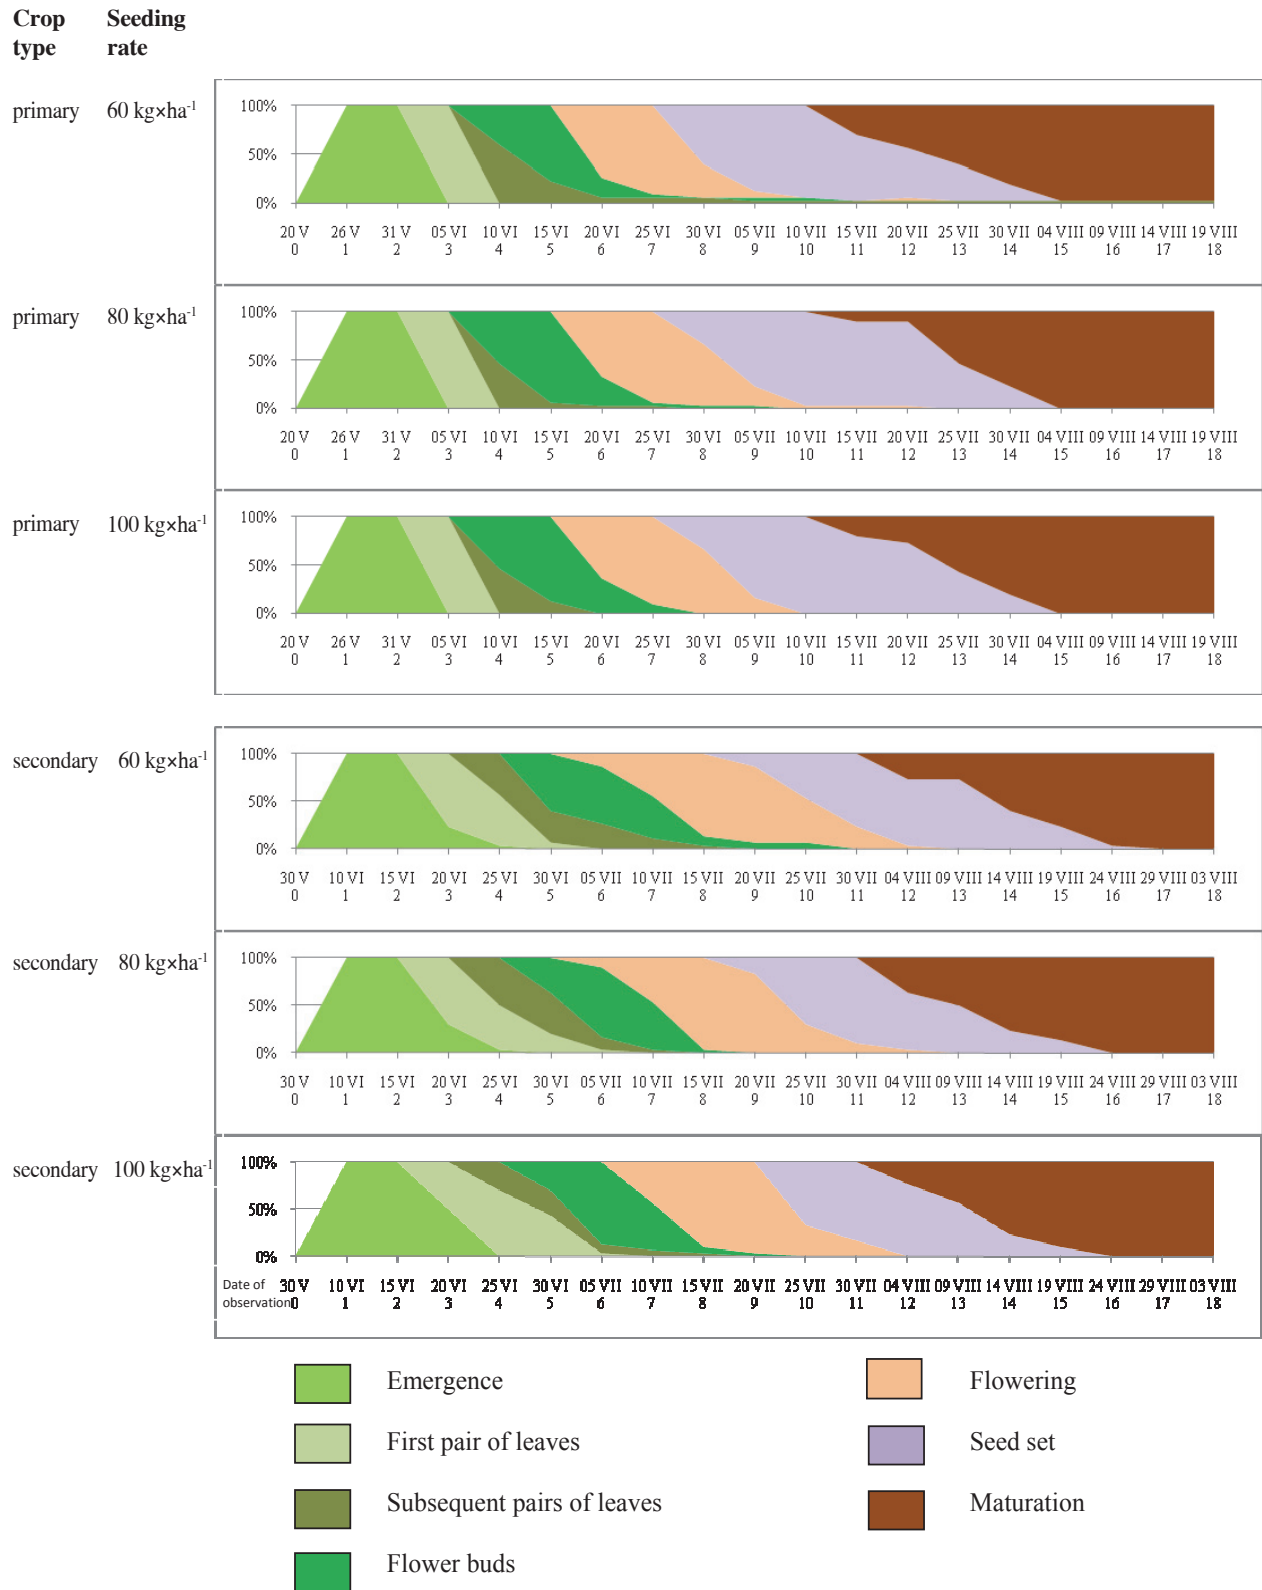 Crop type
Seeding rate
primary 60 kg×ha-1
100%
50%
0%
20 V 26 V 31 V 05 VI 10 VI 15 VI 20 VI 25 VI 30 VI 05 VII 10 VII 15 VII 20 VII 25 VII 30 VII 04 VIII 09 VIII 14 VIII 19 VIII
0 1 2 3 4 5 6 7 8 9 10 11 12 13 14 15 16 17 18
primary 80 kg×ha-1
100%
50%
0%
20 V 26 V 31 V 05 VI 10 VI 15 VI 20 VI 25 VI 30 VI 05 VII 10 VII 15 VII 20 VII 25 VII 30 VII 04 VIII 09 VIII 14 VIII 19 VIII
0 1 2 3 4 5 6 7 8 9 10 11 12 13 14 15 16 17 18
primary 100 kg×ha-1
100%
50%
0%
20 V 26 V 31 V 05 VI 10 VI 15 VI 20 VI 25 VI 30 VI 05 VII 10 VII 15 VII 20 VII 25 VII 30 VII 04 VIII 09 VIII 14 VIII 19 VIII
0 1 2 3 4 5 6 7 8 9 10 11 12 13 14 15 16 17 18
secondary 60 kg×ha-1
100%
50%
0%
30 V 10 VI 15 VI 20 VI 25 VI 30 VI 05 VII 10 VII 15 VII 20 VII 25 VII 30 VII 04 VIII 09 VIII 14 VIII 19 VIII 24 VIII 29 VIII 03 VIII
0 1 2 3 4 5 6 7 8 9 10 11 12 13 14 15 16 17 18
secondary 80 kg×ha-1
100%
50%
0%
30 V 10 VI 15 VI 20 VI 25 VI 30 VI 05 VII 10 VII 15 VII 20 VII 25 VII 30 VII 04 VIII 09 VIII 14 VIII 19 VIII 24 VIII 29 VIII 03 VIII
0 1 2 3 4 5 6 7 8 9 10 11 12 13 14 15 16 17 18
secondary 100 kg×ha-1
100%
50%
0%
Date of observation
30 V 10 VI 15 VI 20 VI 25 VI 30 VI 05 VII 10 VII 15 VII 20 VII 25 VII 30 VII 04 VIII 09 VIII 14 VIII 19 VIII 24 VIII 29 VIII 03 VIII
0 1 2 3 4 5 6 7 8 9 10 11 12 13 14 15 16 17 18
Emergence
First pair of leaves
Subsequent pairs of leaves
Flower buds
Flowering
Seed set
Maturation